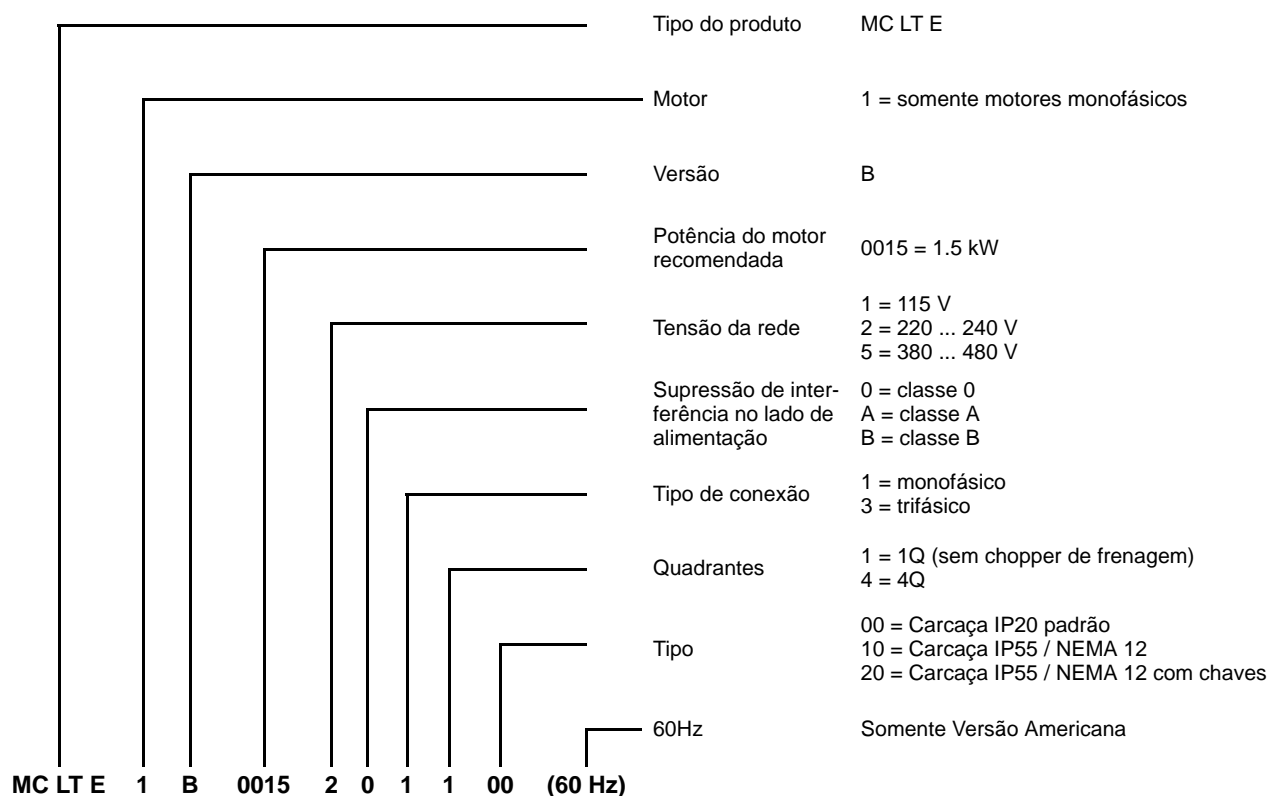 Tipo do produto MC LT E
Motor 1 = somente motores monofásicos
Versão B
Potência do motor
recomendada
0015 = 1.5 kW
Tensão da rede
1 = 115 V
2 = 220 ... 240 V
5 = 380 ... 480 V
Supressão de inter-
ferência no lado de
alimentação
0 = classe 0
A = classe A
B = classe B
Tipo de conexão
1 = monofásico
3 = trifásico
Quadrantes
1 = 1Q (sem chopper de frenagem)
4 = 4Q
Tipo
00 = Carcaça IP20 padrão
10 = Carcaça IP55 / NEMA 12
20 = Carcaça IP55 / NEMA 12 com chaves
60Hz Somente Versão Americana
MC LT E 1 B 0015 2 0 1 1 00 (60 Hz)